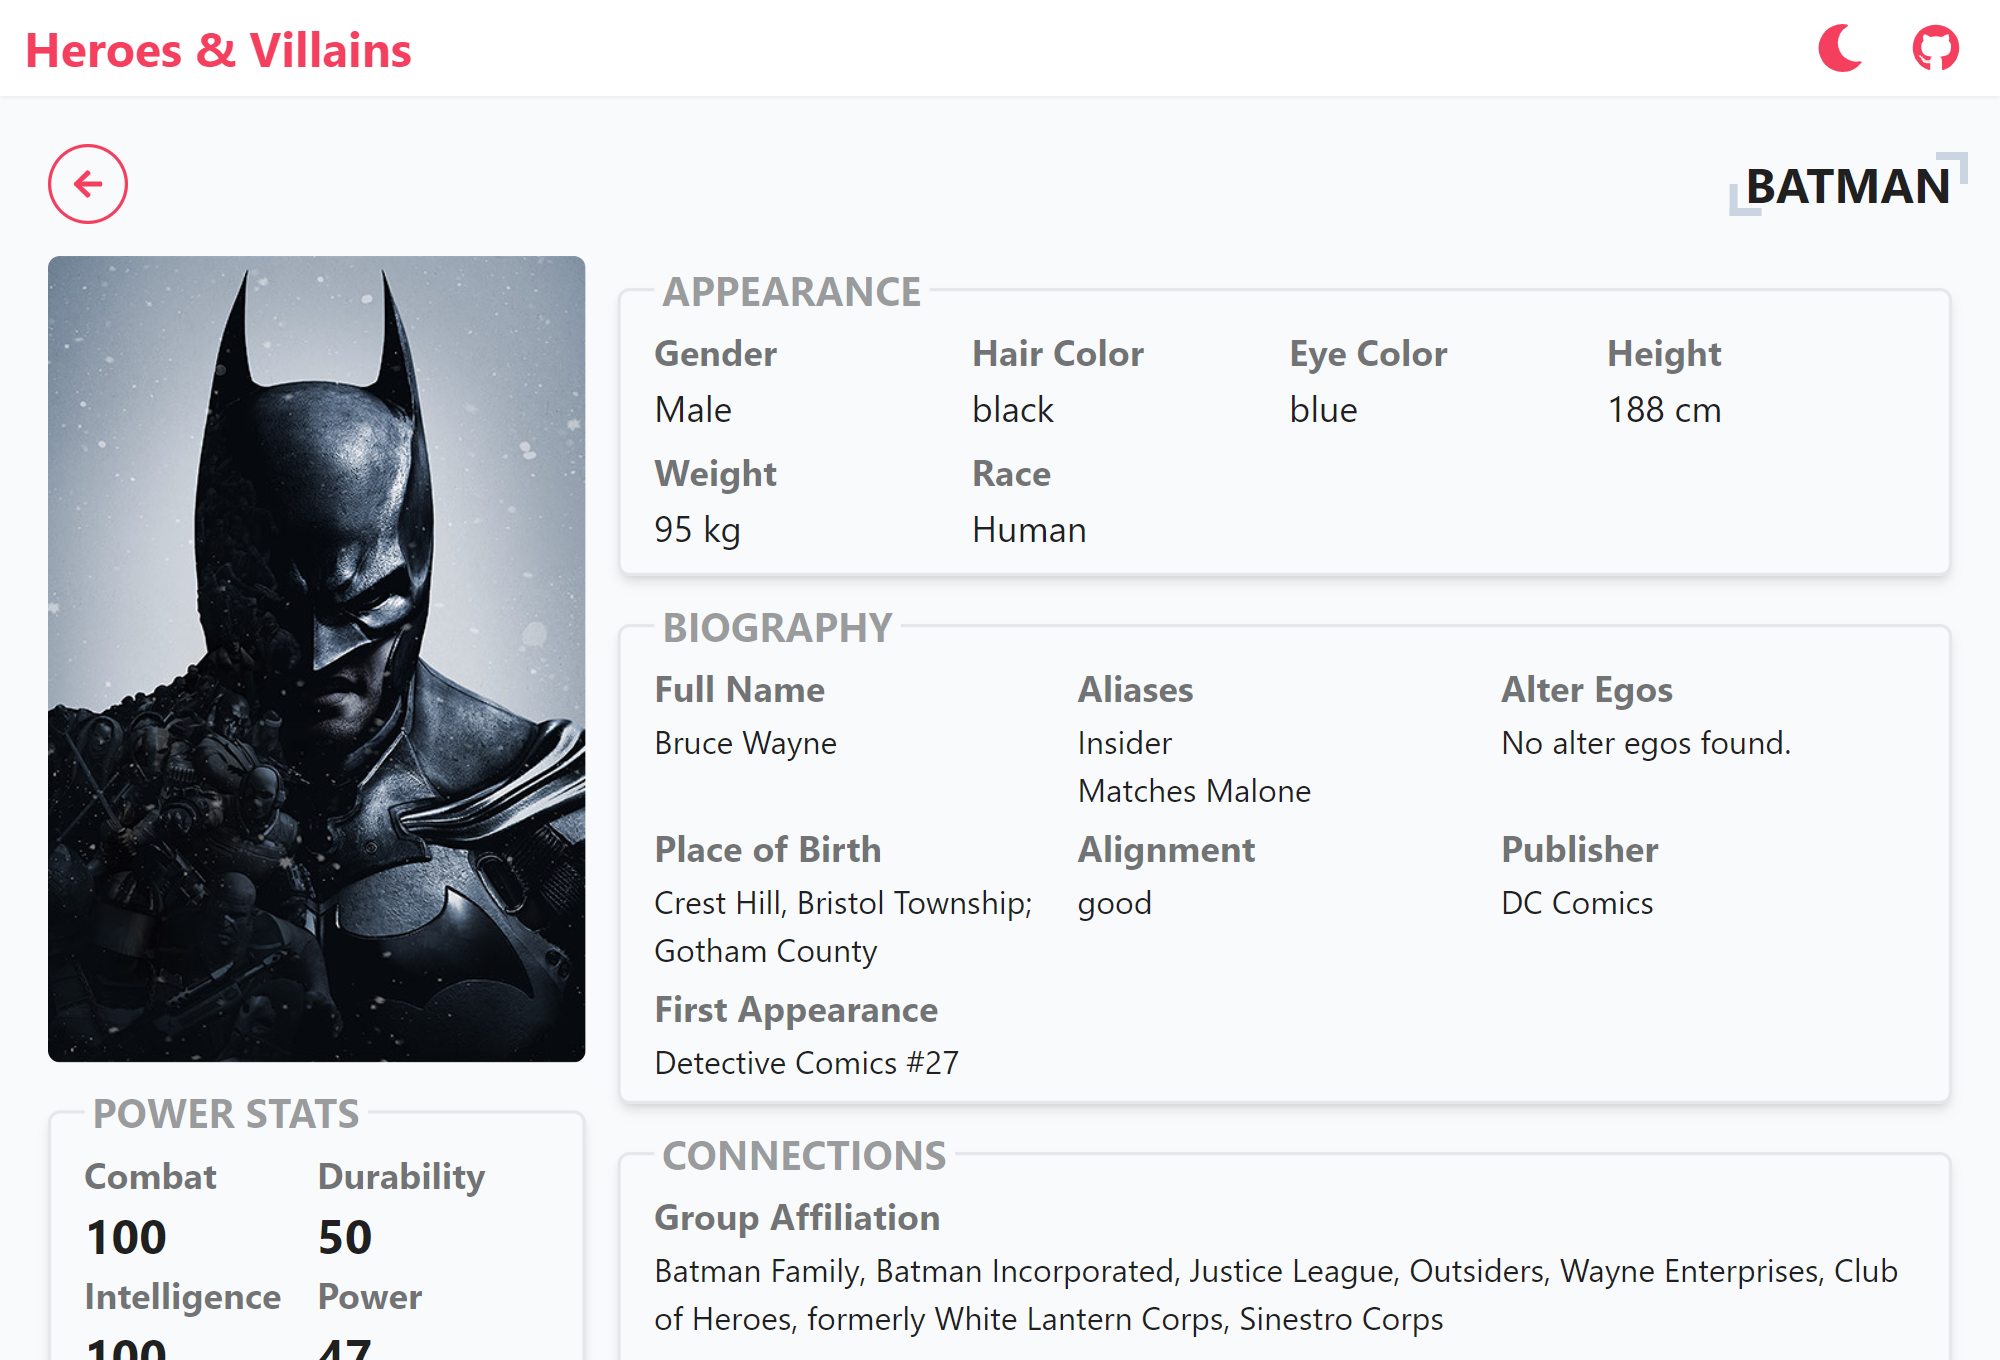 Heroes & Villains
BATMAN
APPEARANCE
Gender
Male
Hair Color
black
Eye Color
blue
Height
188 cm
Weight
95 kg
Race
Human
BIOGRAPHY
Full Name
Bruce Wayne
Aliases
Insider
Matches Malone
Alter Egos
No alter egos found.
Place of Birth
Crest Hill, Bristol Township;
Gotham County
Alignment
good
Publisher
DC Comics
First Appearance
Detective Comics #27
POWER STATS
Combat
100
Durability
50
Intelligence
100
Power
47
CONNECTIONS
Group Affiliation
Batman Family, Batman Incorporated, Justice League, Outsiders, Wayne Enterprises, Club
of Heroes, formerly White Lantern Corps, Sinestro Corps